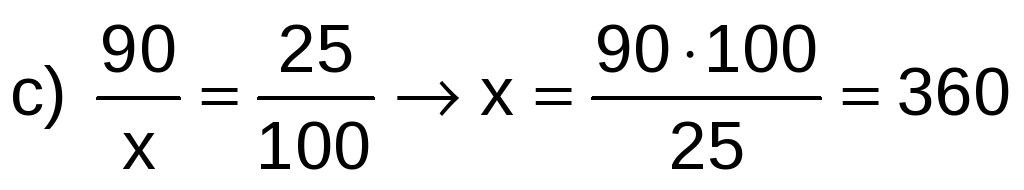 c) 90/x = 25/100 → x = 90·100/25 = 360